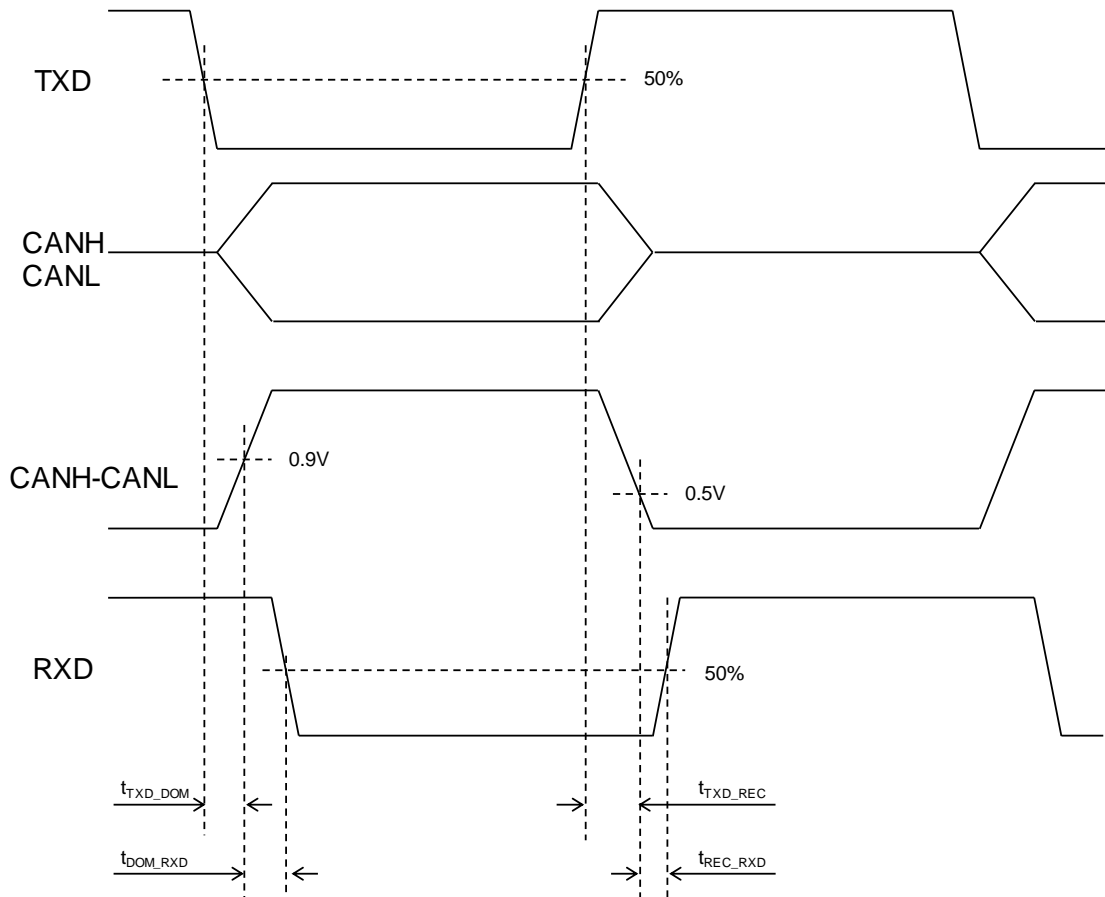 TXD
50%
CANH
CANL
0.9V
CANH-CANL
0.5V
RXD
50%
tTXD_DOM
tTXD_REC
tDOM_RXD
tREC_RXD